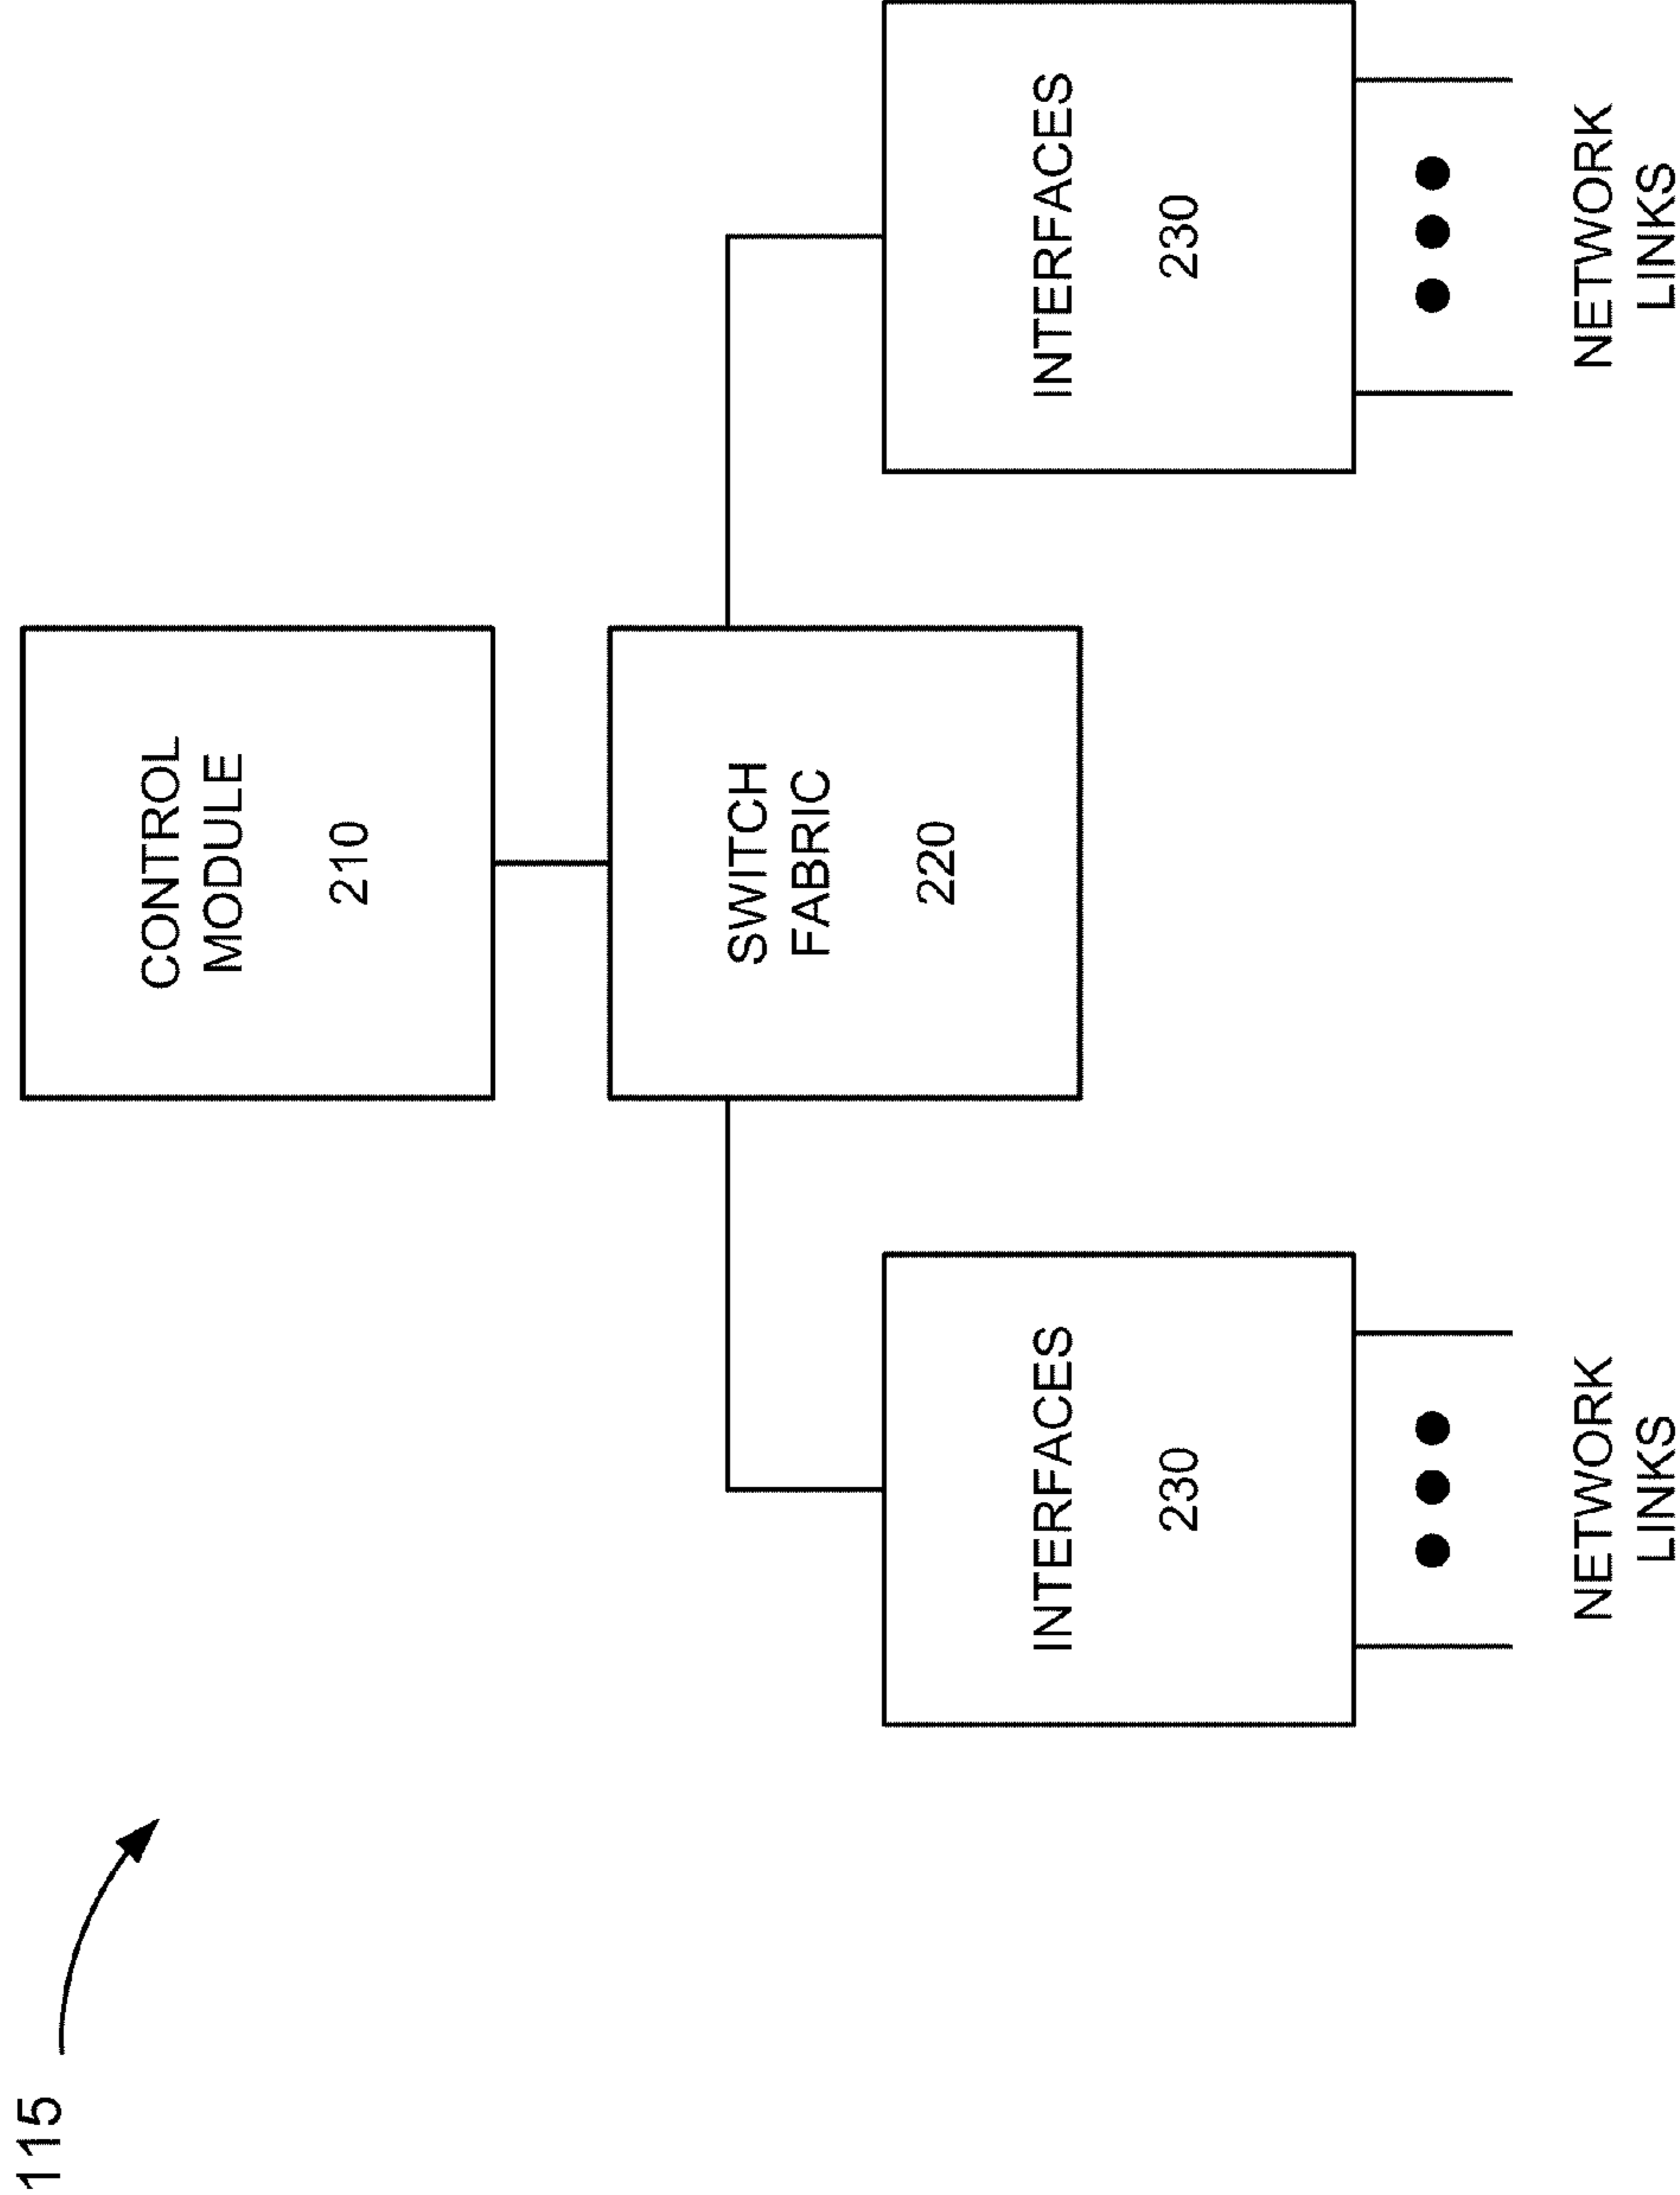 115
CONTROL
MODULE
210
SWITCH
FABRIC
220
INTERFACES
230
INTERFACES
230
NETWORK
LINKS
NETWORK
LINKS